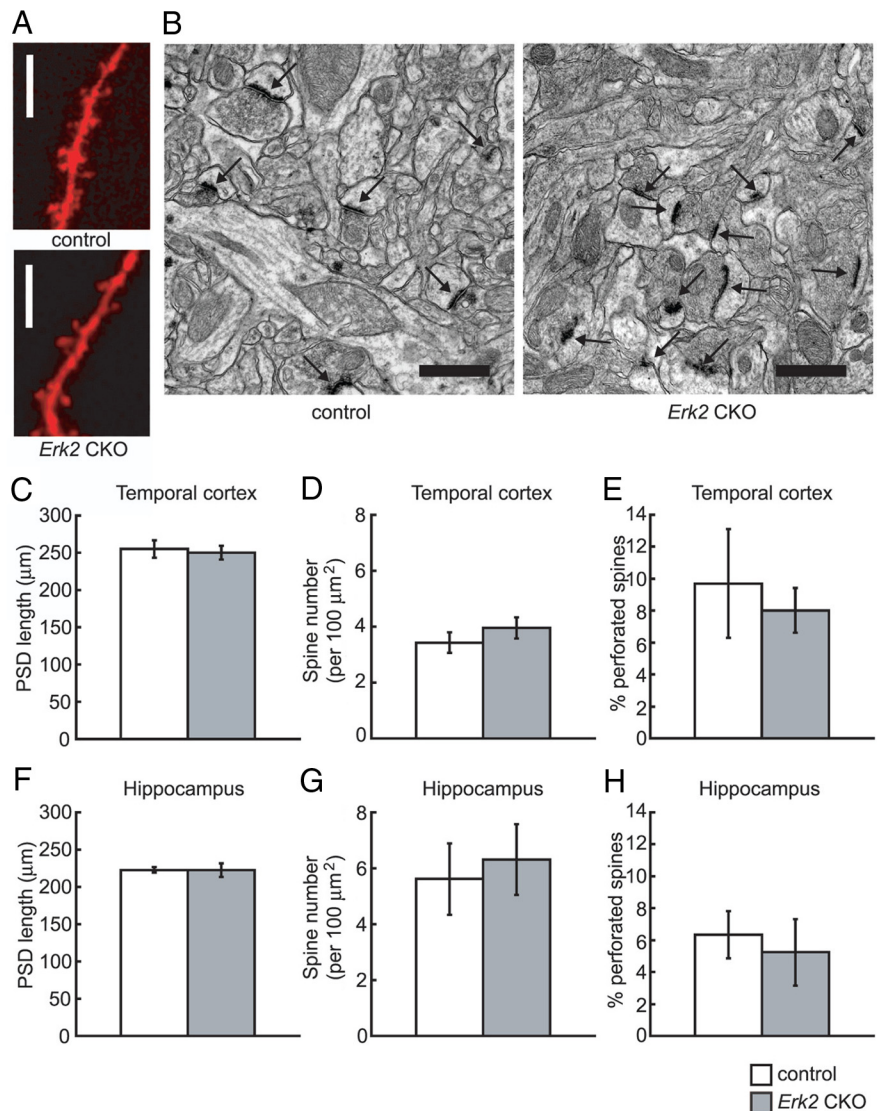 A
B
control
Erk2 CKO
control
Erk2 CKO
C
Temporal cortex
PSD length (μm)
300
250
200
150
100
50
0
D
Temporal cortex
Spine number
(per 100 μm²)
8
6
4
2
0
E
Temporal cortex
% perforated spines
14
12
10
8
6
4
2
0
F
Hippocampus
PSD length (μm)
300
250
200
150
100
50
0
G
Hippocampus
Spine number
(per 100 μm²)
8
6
4
2
0
H
Hippocampus
% perforated spines
14
12
10
8
6
4
2
0
control
Erk2 CKO